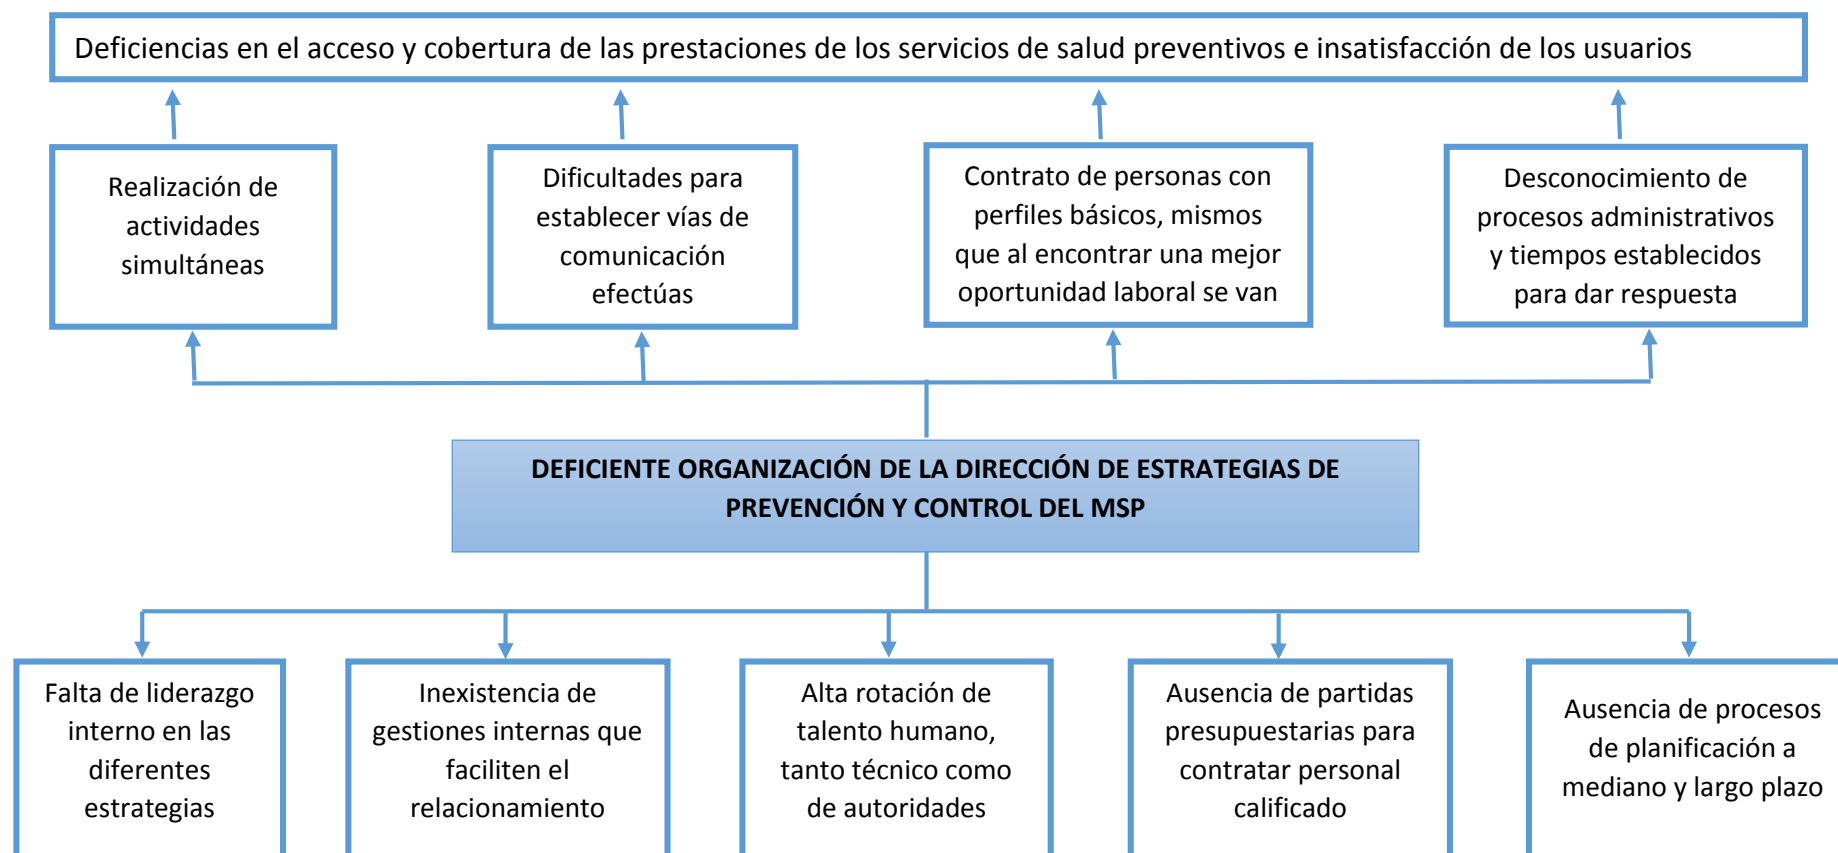 Deficiencias en el acceso y cobertura de las prestaciones de los servicios de salud preventivos e insatisfacción de los usuarios
Realización de
actividades
simultáneas
Dificultades para
establecer vías de
comunicación
efectúas
Contrato de personas con
perfiles básicos, mismos
que al encontrar una mejor
oportunidad laboral se van
Desconocimiento de
procesos administrativos
y tiempos establecidos
para dar respuesta
DEFICIENTE ORGANIZACIÓN DE LA DIRECCIÓN DE ESTRATEGIAS DE
PREVENCIÓN Y CONTROL DEL MSP
Falta de liderazgo
interno en las
diferentes
estrategias
Inexistencia de
gestiones internas que
faciliten el
relacionamiento
Alta rotación de
talento humano,
tanto técnico como
de autoridades
Ausencia de partidas
presupuestarias para
contratar personal
calificado
Ausencia de procesos
de planificación a
mediano y largo plazo